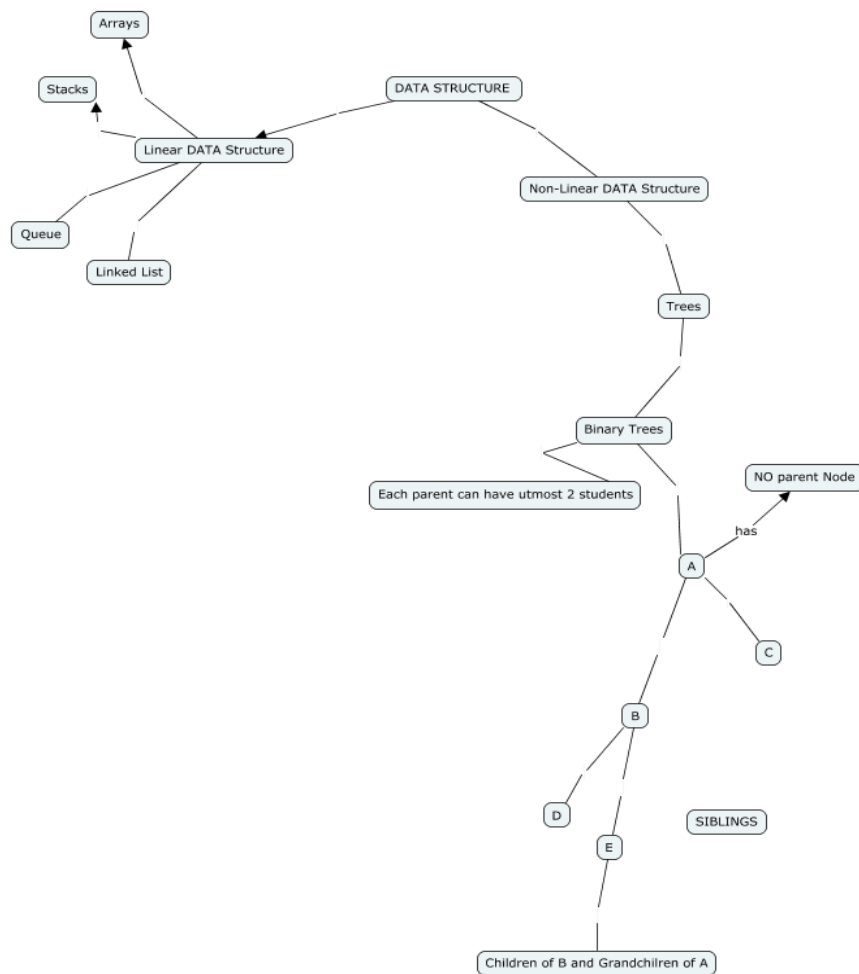 Arrays
DATA STRUCTURE
Stacks
Linear DATA Structure
Non-Linear DATA Structure
Queue
Linked List
Trees
Binary Trees
NO parent Node
Each parent can have utmost 2 students
has
A
C
B
D
SIBLINGS
E
Children of B and Grandchilren of A